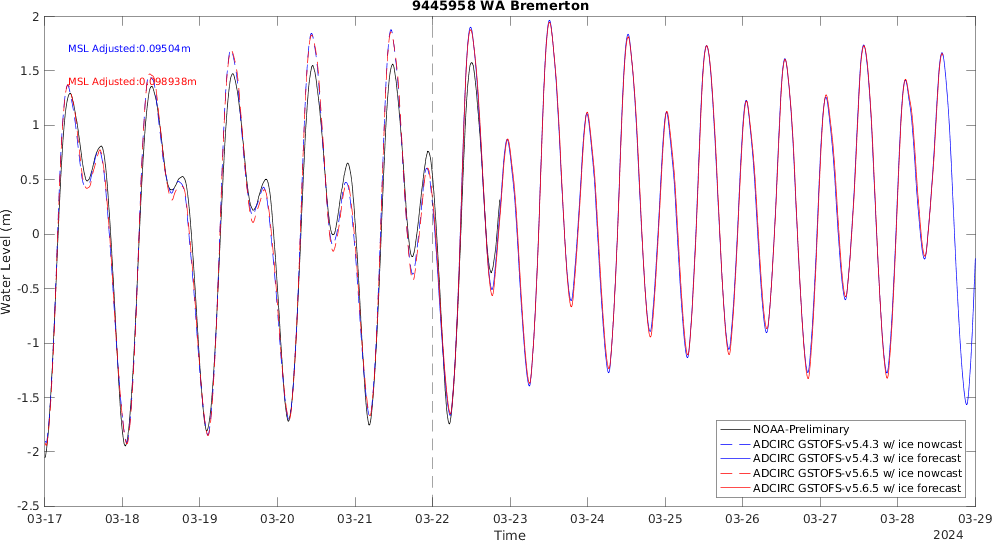 9445958 WA Bremerton
MSL Adjusted:0.09504m
MSL Adjusted:0.098938m
Water Level (m)
2
1.5
1
0.5
0
-0.5
-1
-1.5
-2
-2.5
NOAA-Preliminary
ADCIRC GSTOFS-v5.4.3 w/ ice nowcast
ADCIRC GSTOFS-v5.4.3 w/ ice forecast
ADCIRC GSTOFS-v5.6.5 w/ ice nowcast
ADCIRC GSTOFS-v5.6.5 w/ ice forecast
03-17 03-18 03-19 03-20 03-21 03-22 03-23 03-24 03-25 03-26 03-27 03-28 03-29
Time
2024